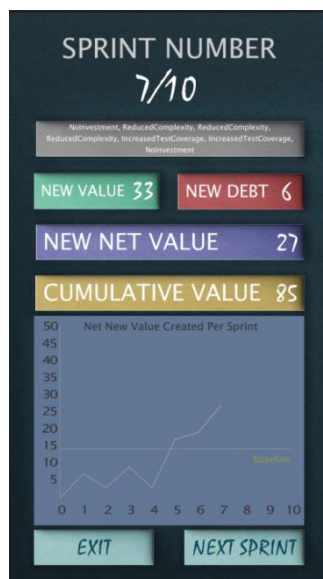 SPRINT NUMBER
7/10
NoInvestment, ReducedComplexity, ReducedComplexity,
ReducedComplexity, IncreasedTestCoverage, IncreasedTestCoverage,
NoInvestment
NEW VALUE 33
NEW DEBT 6
NEW NET VALUE 27
CUMULATIVE VALUE 85
Net New Value Created Per Sprint
50
45
40
35
30
25
20
15
10
5
Baseline
0 1 2 3 4 5 6 7 8 9 10
EXIT
NEXT SPRINT